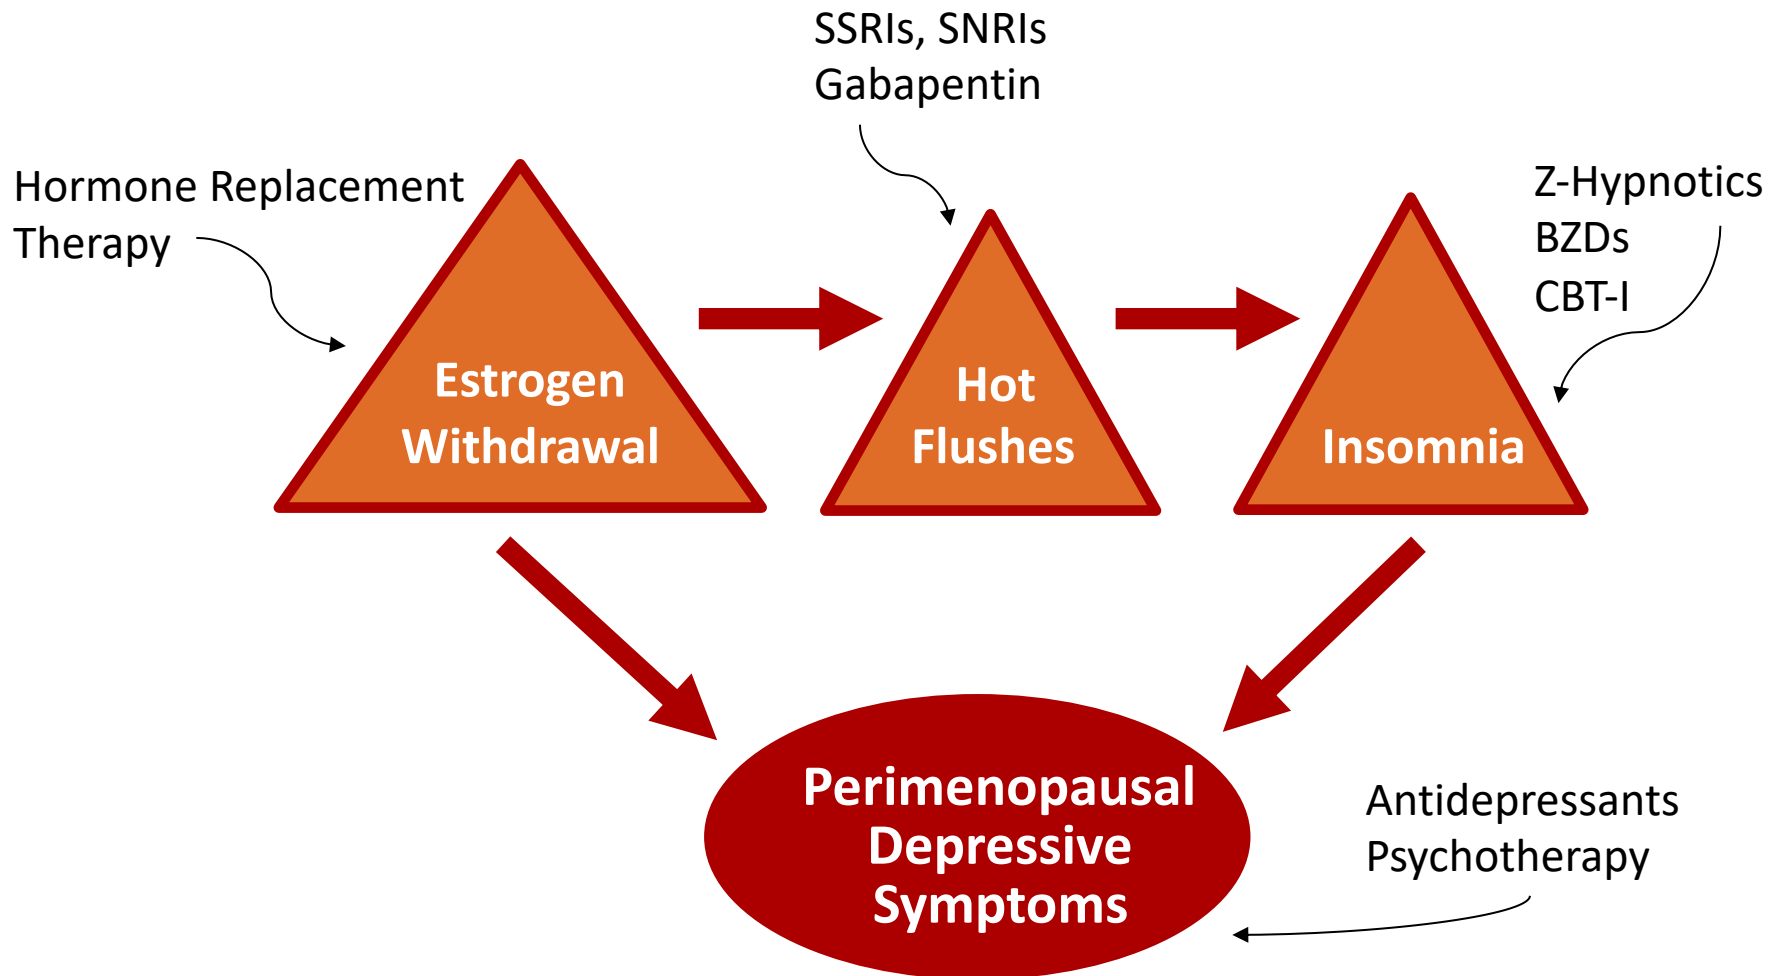 SSRIs, SNRIs
Gabapentin
Hormone Replacement
Therapy
Z-Hypnotics
BZDs
CBT-I
Estrogen
Withdrawal
Hot
Flushes
Insomnia
Perimenopausal
Depressive
Symptoms
Antidepressants
Psychotherapy